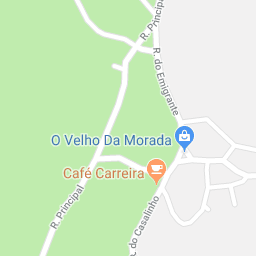 R. Principal
R. do Emigrante
O Velho Da Morada
Café Carreira
R. Principal
R. do Casalinho